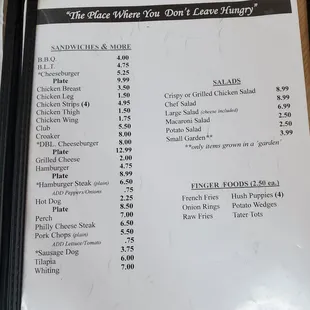 "The Place Where You Don't Leave Hungry"
SANDWICHES & MORE
B.B.Q 4.00
B.L.T. 4.75
*Cheeseburger 5.25
Plate 9.99
Chicken Breast 3.50
Chicken Leg 1.50
Chicken Strips (4) 4.95
Chicken Thigh 1.50
Chicken Wing 1.75
Club 5.50
Croaker 8.00
*DBL. Cheeseburger 8.00
Plate 12.99
Grilled Cheese 2.00
Hamburger 4.75
Plate 8.99
*Hamburger Steak (plain) 6.50
ADD Peppers/Onions .75
Hot Dog 2.25
Plate 8.50
Perch 7.00
Philly Cheese Steak 6.50
Pork Chops (plain) 5.50
ADD Lettuce/Tomato .75
*Sausage Dog 3.75
Tilapia 6.00
Whiting 7.00
SALADS
Crispy or Grilled Chicken Salad 8.99
Chef Salad 8.99
Large Salad (cheese included) 6.99
Macaroni Salad 2.50
Potato Salad 2.50
Small Garden** 3.99
**only items grown in a 'garden'
FINGER FOODS (2.50 ea.)
French Fries Hush Puppies (4)
Onion Rings Potato Wedges
Raw Fries Tater Tots